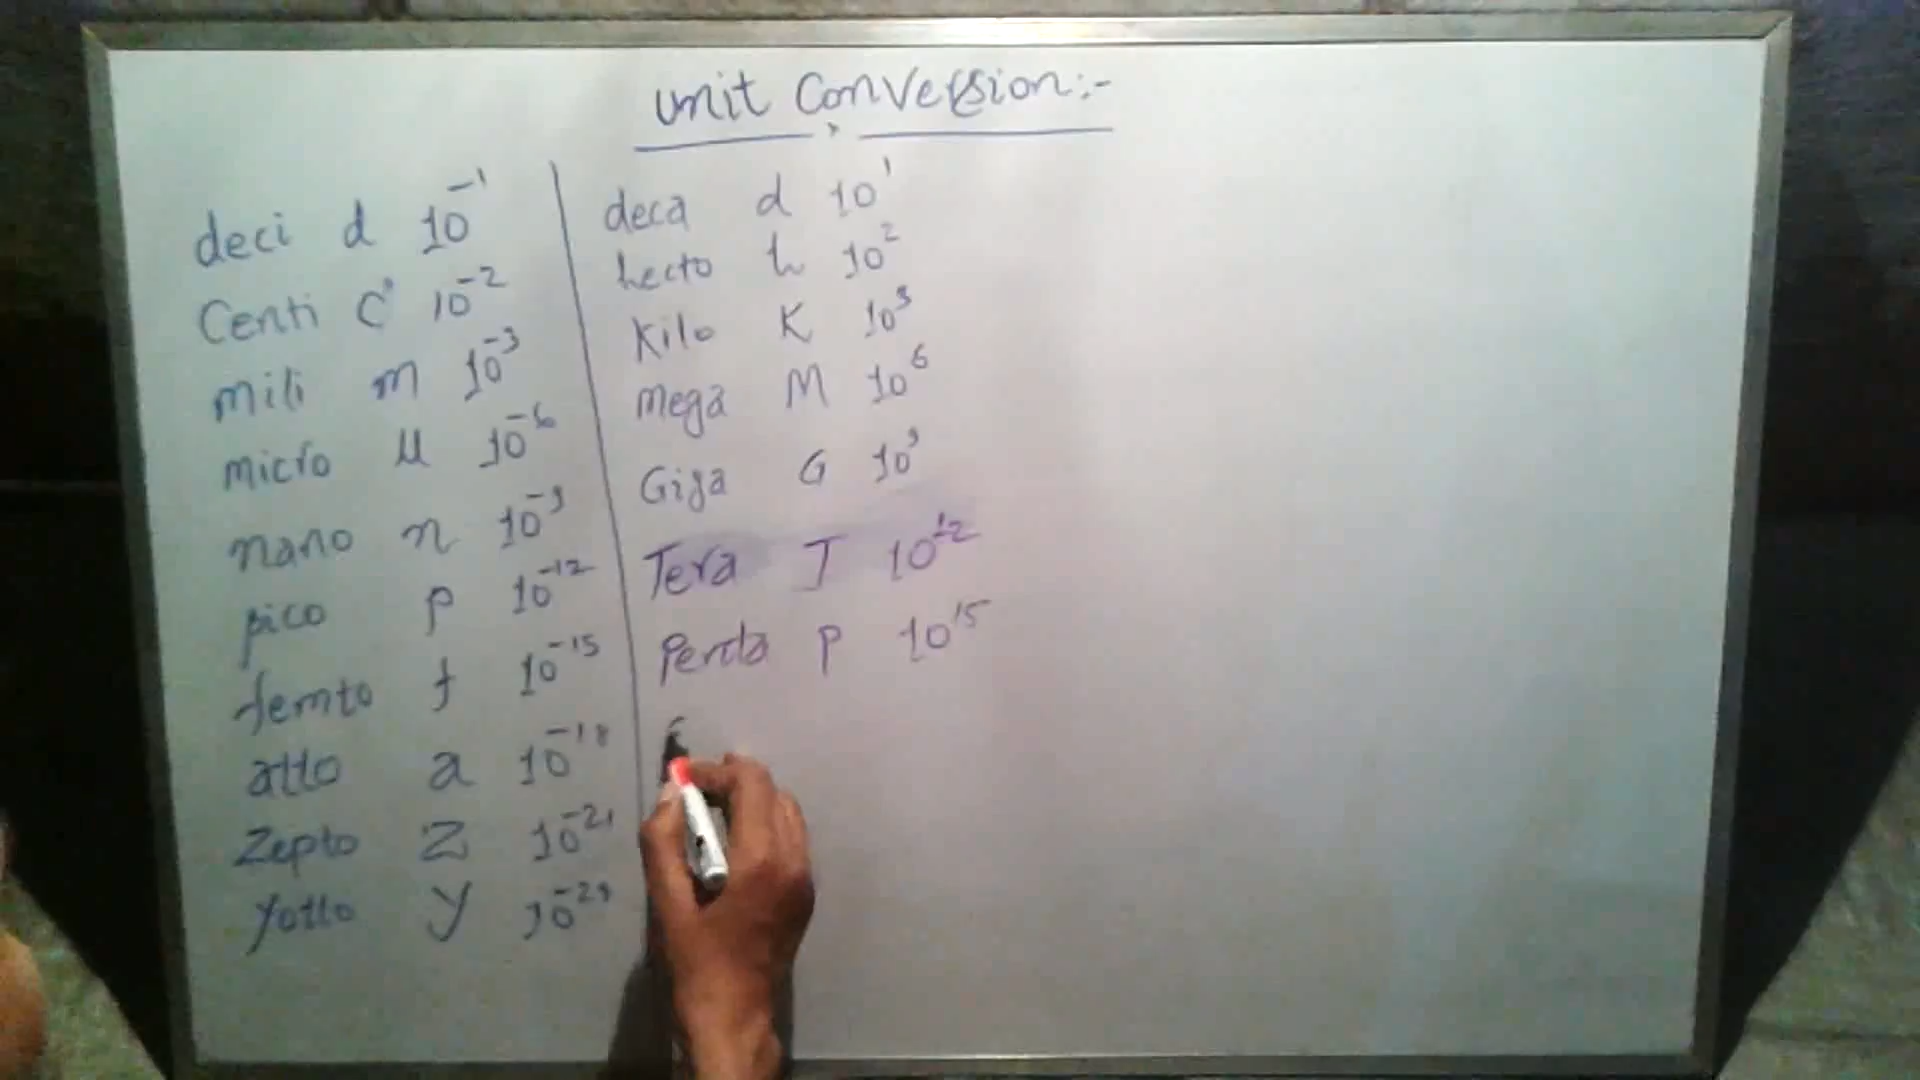 Unit Conversion:-
deci d 10⁻¹
Centi C 10⁻²
mili m 10⁻³
micro μ 10⁻⁶
nano n 10⁻⁹
pico p 10⁻¹²
femto f 10⁻¹⁵
atto a 10⁻¹⁸
Zepto Z 10⁻²¹
Yotto Y 10⁻²⁴
deca d 10¹
hecto h 10²
Kilo K 10³
Mega M 10⁶
Giga G 10⁹
Tera T 10¹²
P 10¹⁵